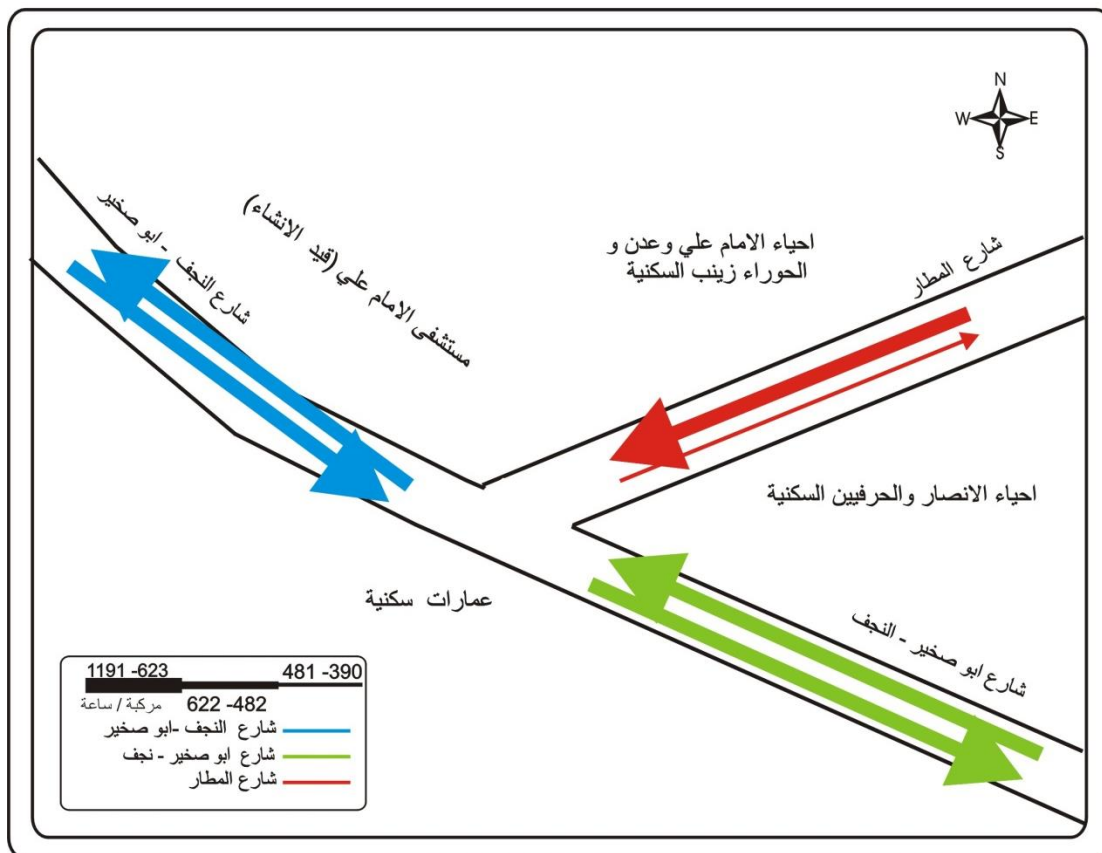 N
W E
S
شارع النجف - ابو صخير
مستشفى الامام علي (قيد الانشاء)
احياء الامام علي وعدن و
الحوراء زينب السكنية
شارع المطار
احياء الانصار والحرفيين السكنية
عمارات سكنية
شارع ابو صخير - النجف
1191 -623
481 -390
مركبة / ساعة
622 -482
شارع النجف -ابو صخير
شارع ابو صخير - نجف
شارع المطار